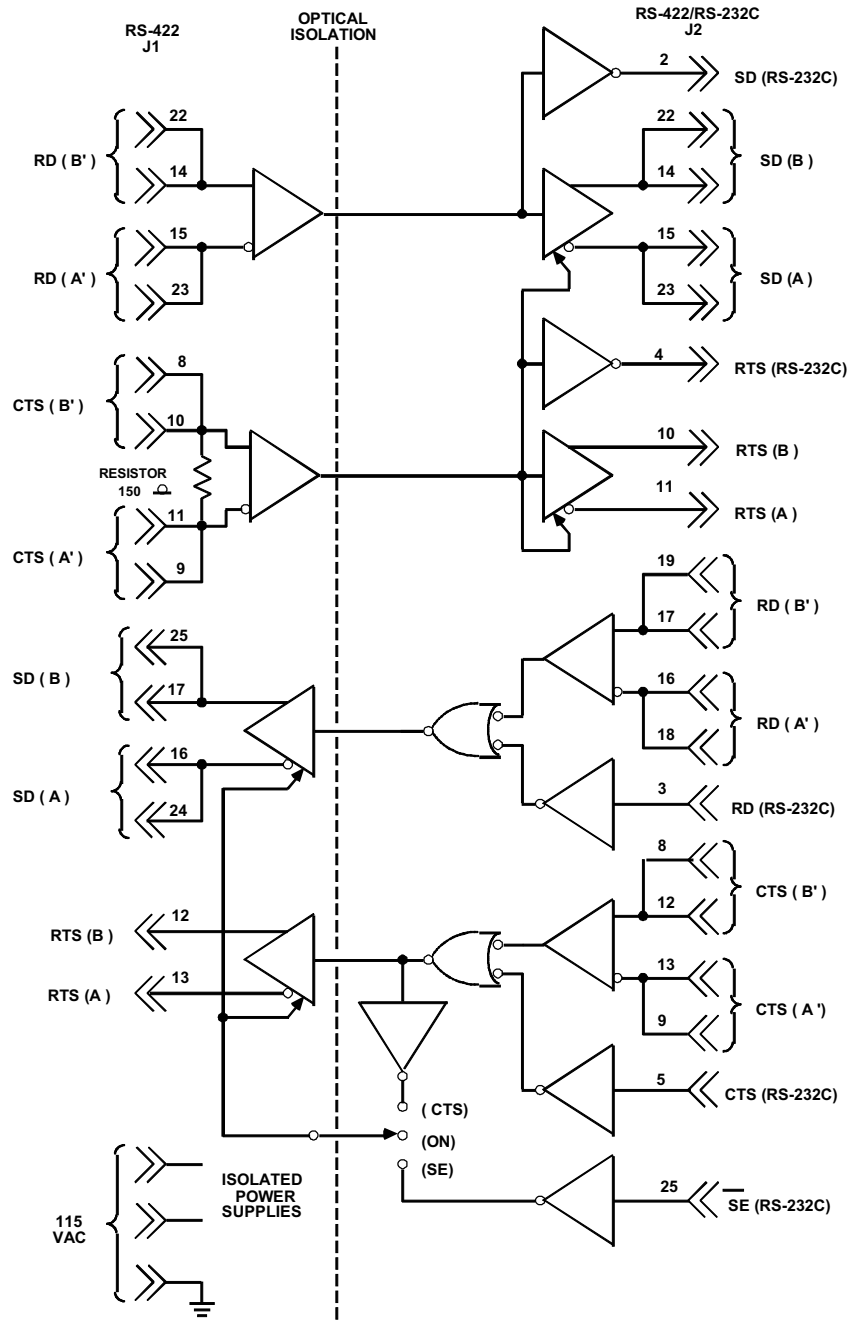 OPTICAL
ISOLATION
RS-422
J1
RS-422/RS-232C
J2
2
SD (RS-232C)
22
RD ( B' )
14
22
SD (B )
14
15
RD ( A' )
23
15
SD (A)
23
8
CTS ( B' )
10
4
RTS (RS-232C)
10
RTS (B)
RESISTOR
150
11
RTS (A)
11
CTS ( A' )
9
19
RD ( B' )
17
25
SD ( B )
17
16
RD ( A' )
18
16
SD ( A )
24
3
RD (RS-232C)
8
CTS ( B' )
12
12
RTS (B )
13
RTS (A )
13
CTS ( A ')
9
5
CTS (RS-232C)
( CTS)
(ON)
(SE)
25
SE (RS-232C)
115
VAC
ISOLATED
POWER
SUPPLIES